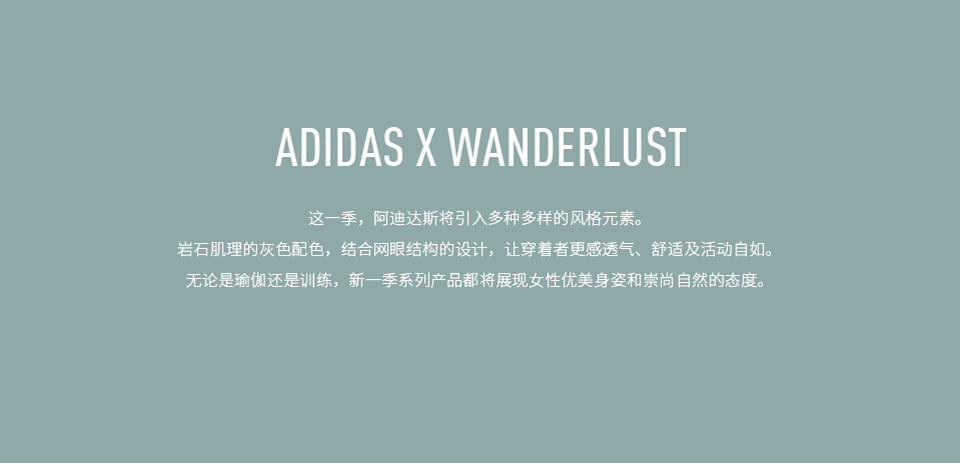 ADIDAS X WANDERLUST
这一季，阿迪达斯将引入多种多样的风格元素。
岩石肌理的灰色配色，结合网眼结构的设计，让穿着者更感透气、舒适及活动自如。
无论是瑜伽还是训练，新一季系列产品都将展现女性优美身姿和崇尚自然的态度。